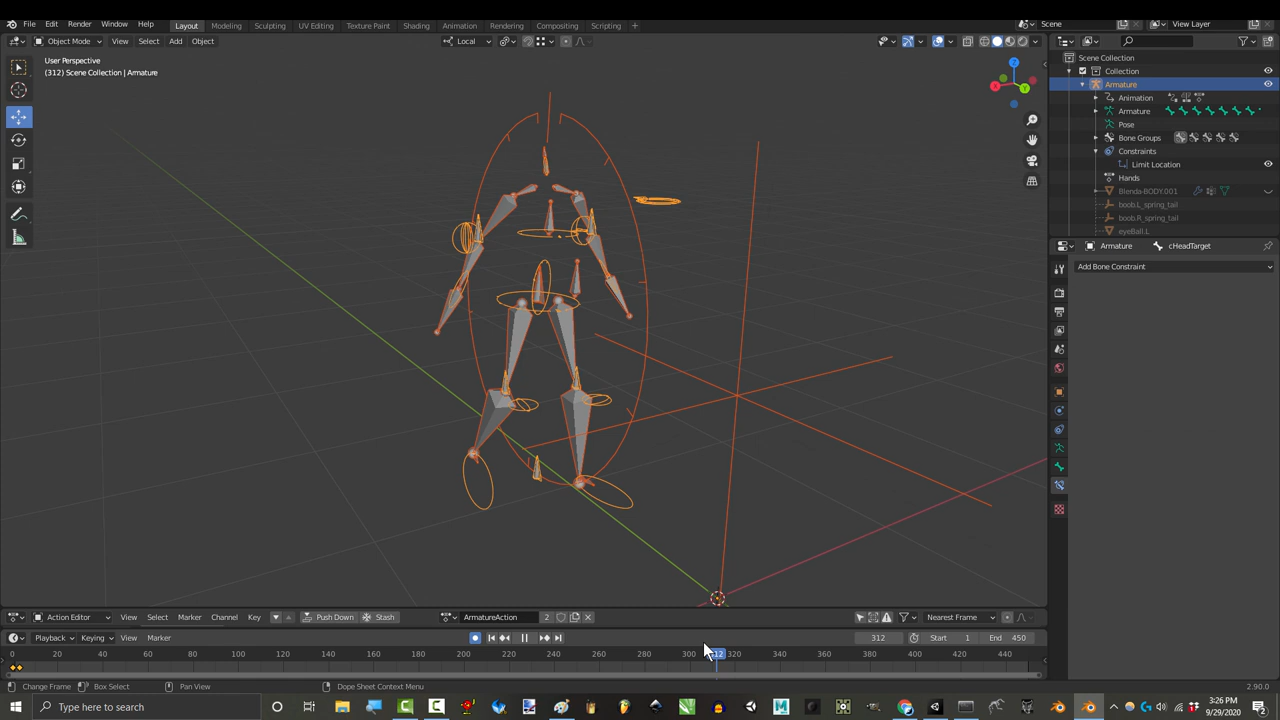 File Edit Render Window Help
Layout Modeling Sculpting UV Editing Texture Paint Shading Animation Rendering Compositing Scripting +
Scene
View Layer
Object Mode View Select Add Object
Local
User Perspective
(312) Scene Collection | Armature
Z
X
Y
Scene Collection
Collection
Armature
Animation
Armature
Pose
Bone Groups
Constraints
Limit Location
Hands
Blenda-BODY.001
boob.L_spring_tail
boob.R_spring_tail
eyeBall.L
Armature cHeadTarget
Add Bone Constraint
Action Editor View Select Marker Channel Key Push Down Stash ArmatureAction 2 Nearest Frame
Playback Keying View Marker 312 Start 1 End 450
20 40 60 80 100 120 140 160 180 200 220 240 260 280 300 312 320 340 360 380 400 420 440
Change Frame Box Select Pan View Dope Sheet Context Menu 2.90.0
Type here to search
3:26 PM
9/29/2020